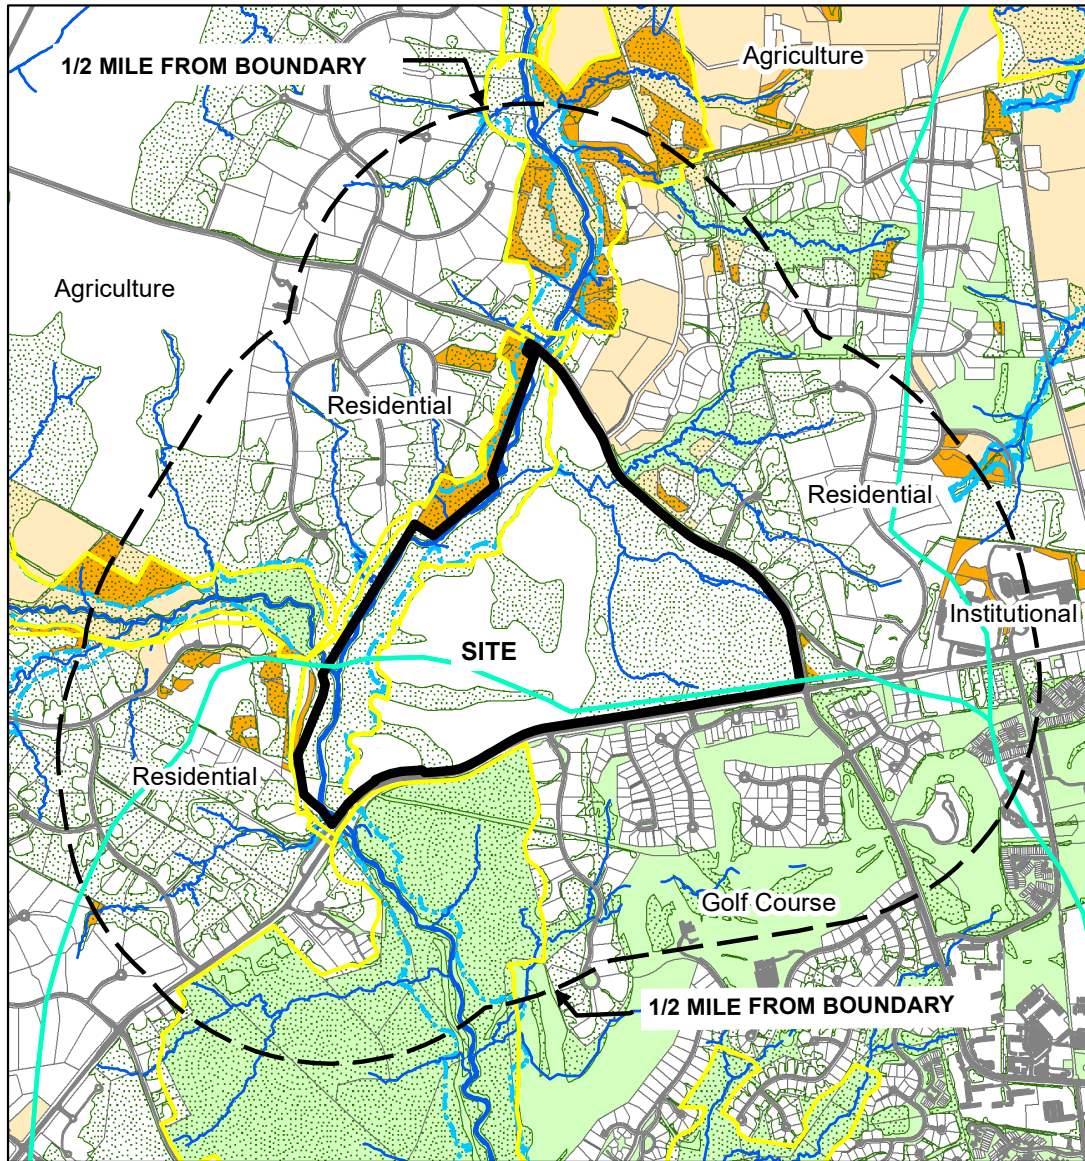 Agriculture
1/2 MILE FROM BOUNDARY
Agriculture
Residential
Residential
Institutional
SITE
Residential
Golf Course
1/2 MILE FROM BOUNDARY